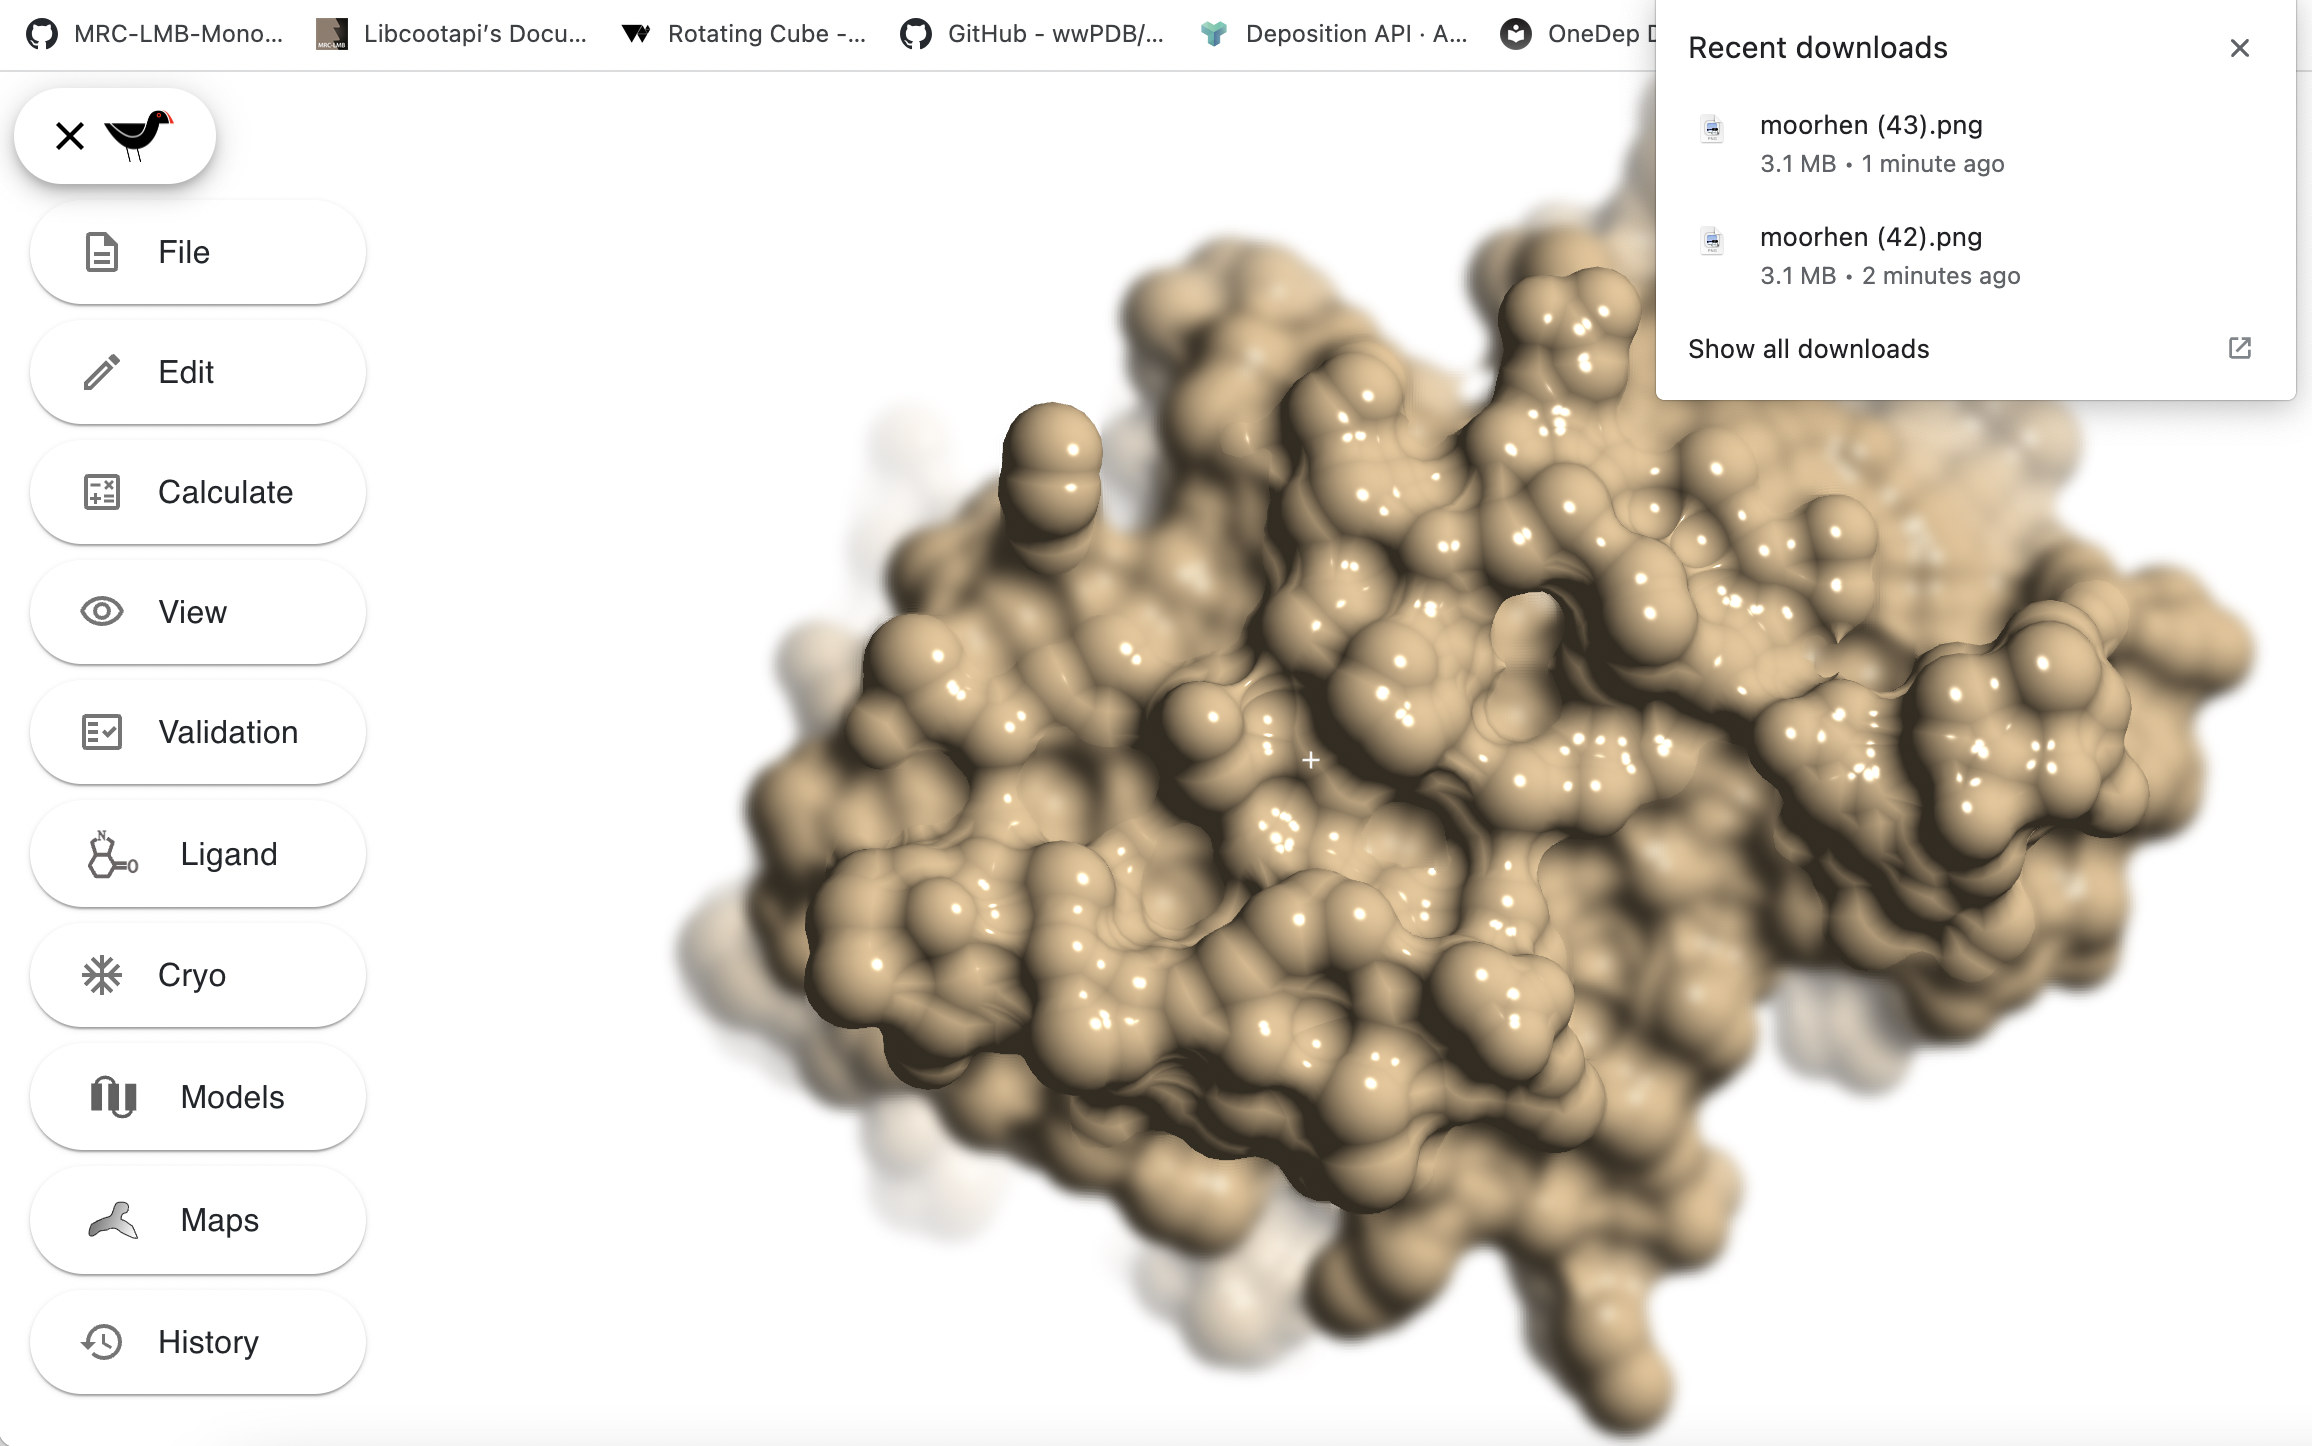 MRC-LMB-Mono...
Libcootapi’s Docu...
Rotating Cube -...
GitHub - wwPDB/...
Deposition API · A...
OneDep D
Recent downloads
moorhen (43).png
3.1 MB • 1 minute ago
moorhen (42).png
3.1 MB • 2 minutes ago
Show all downloads
File
Edit
Calculate
View
Validation
Ligand
Cryo
Models
Maps
History